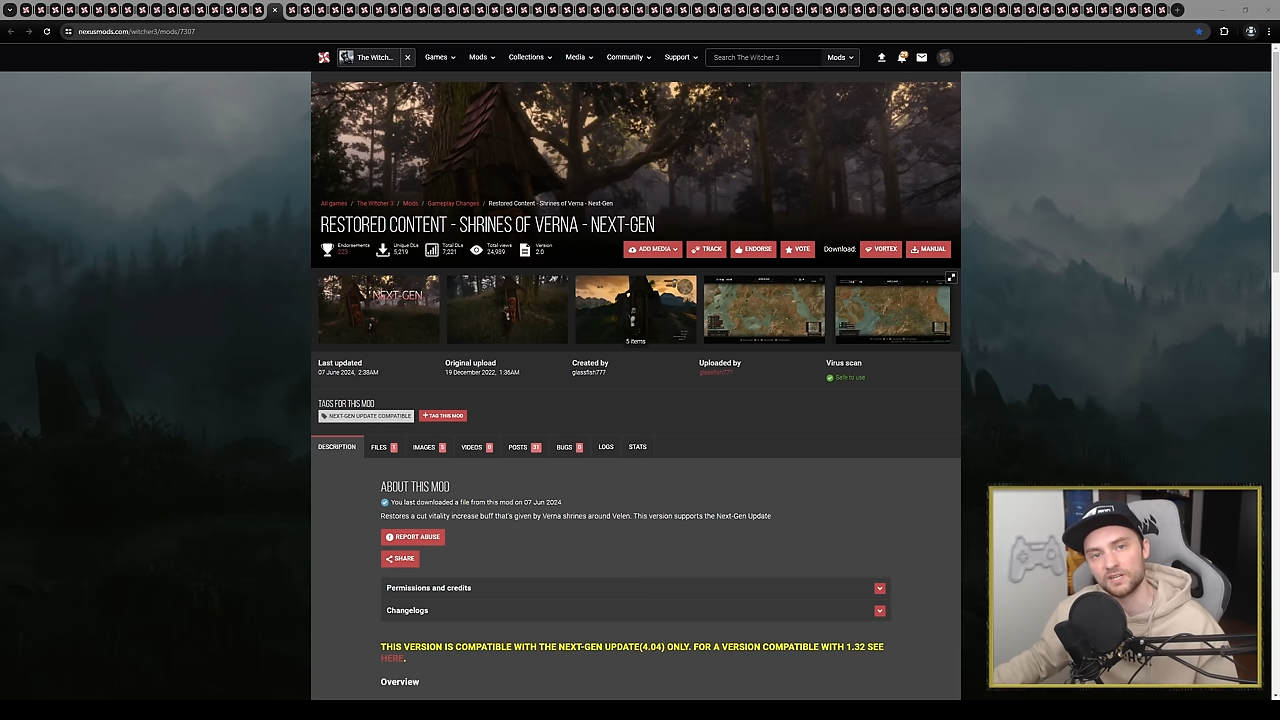 nexusmods.com/witcher3/mods/7307
The Witch...
Games
Mods
Collections
Media
Community
Support
Search The Witcher 3
Mods
All games / The Witcher 3 / Mods / Gameplay Changes / Restored Content - Shrines of Verna - Next-Gen
RESTORED CONTENT - SHRINES OF VERNA - NEXT-GEN
Endorsements
223
Unique DLs
5,219
Total DLs
7,221
Total views
24,939
Version
2.0
ADD MEDIA
TRACK
ENDORSE
VOTE
Download:
VORTEX
MANUAL
NEXT-GEN
5 items
Last updated
07 June 2024, 2:38AM
Original upload
19 December 2022, 1:36AM
Created by
glassfish777
Uploaded by
glassfish777
Virus scan
Safe to use
TAGS FOR THIS MOD
NEXT-GEN UPDATE COMPATIBLE
TAG THIS MOD
DESCRIPTION
FILES 1
IMAGES 5
VIDEOS 0
POSTS 31
BUGS 0
LOGS
STATS
ABOUT THIS MOD
You last downloaded a file from this mod on 07 Jun 2024
Restores a cut vitality increase buff that's given by Verna shrines around Velen. This version supports the Next-Gen Update
REPORT ABUSE
SHARE
Permissions and credits
Changelogs
THIS VERSION IS COMPATIBLE WITH THE NEXT-GEN UPDATE(4.04) ONLY. FOR A VERSION COMPATIBLE WITH 1.32 SEE
HERE.
Overview